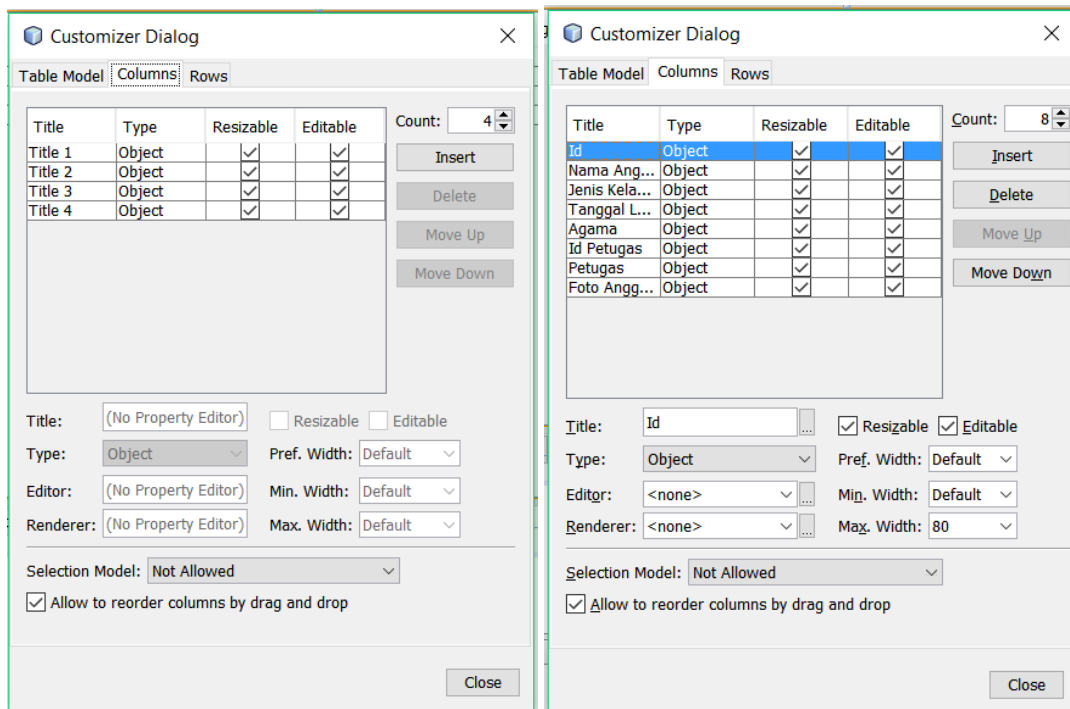 Customizer Dialog
Table Model Columns Rows
Title Type Resizable Editable
Title 1 Object
Title 2 Object
Title 3 Object
Title 4 Object
Count: 4
Insert
Delete
Move Up
Move Down
Title: (No Property Editor) Resizable Editable
Type: Object Pref. Width: Default
Editor: (No Property Editor) Min. Width: Default
Renderer: (No Property Editor) Max. Width: Default
Selection Model: Not Allowed
Allow to reorder columns by drag and drop
Close
Customizer Dialog
Table Model Columns Rows
Title Type Resizable Editable
Id Object
Nama Ang... Object
Jenis Kela... Object
Tanggal L... Object
Agama Object
Id Petugas Object
Petugas Object
Foto Angg... Object
Count: 8
Insert
Delete
Move Up
Move Down
Title: Id ... Resizable Editable
Type: Object Pref. Width: Default
Editor: <none> ... Min. Width: Default
Renderer: <none> ... Max. Width: 80
Selection Model: Not Allowed
Allow to reorder columns by drag and drop
Close